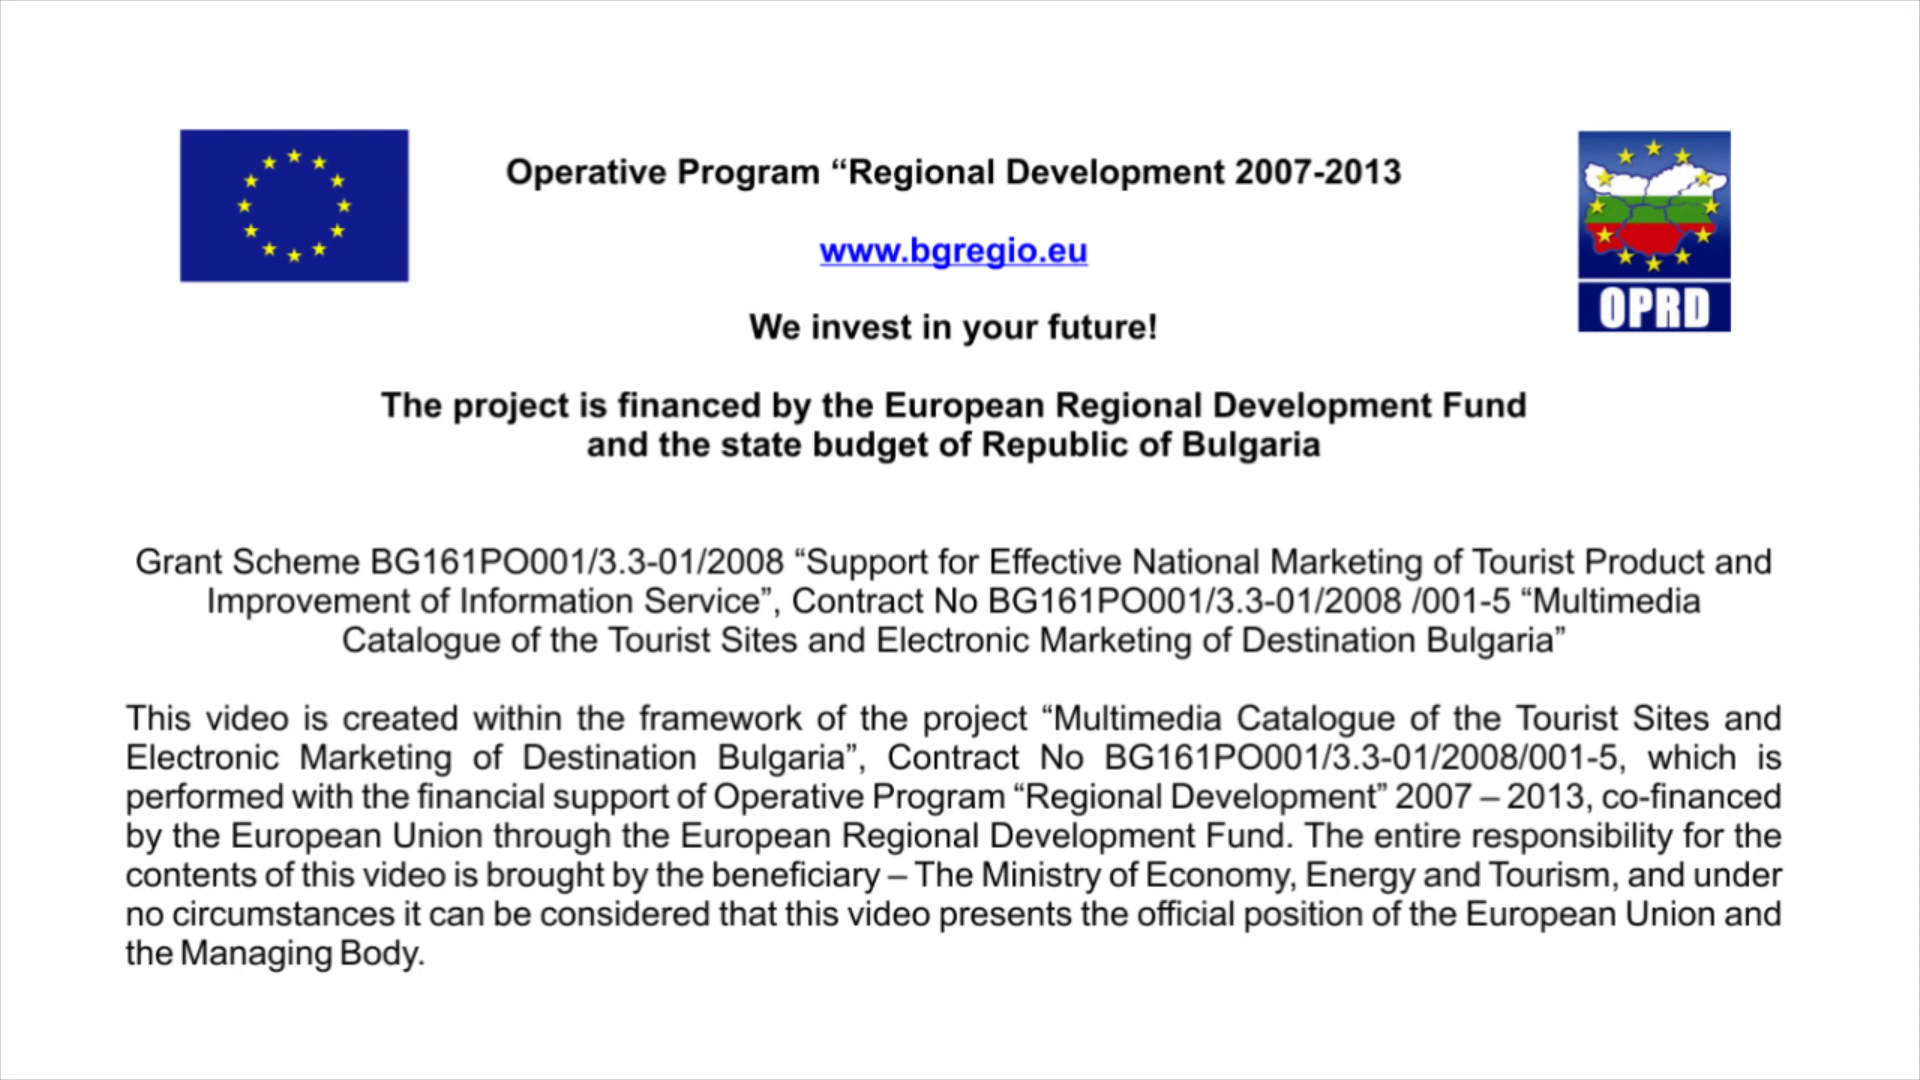 Operative Program “Regional Development 2007-2013
www.bgregio.eu
We invest in your future!
OPRD
The project is financed by the European Regional Development Fund
and the state budget of Republic of Bulgaria
Grant Scheme BG161PO001/3.3-01/2008 “Support for Effective National Marketing of Tourist Product and
Improvement of Information Service”, Contract No BG161PO001/3.3-01/2008 /001-5 “Multimedia
Catalogue of the Tourist Sites and Electronic Marketing of Destination Bulgaria”
This video is created within the framework of the project “Multimedia Catalogue of the Tourist Sites and
Electronic Marketing of Destination Bulgaria”, Contract No BG161PO001/3.3-01/2008/001-5, which is
performed with the financial support of Operative Program “Regional Development” 2007 – 2013, co-financed
by the European Union through the European Regional Development Fund. The entire responsibility for the
contents of this video is brought by the beneficiary – The Ministry of Economy, Energy and Tourism, and under
no circumstances it can be considered that this video presents the official position of the European Union and
the Managing Body.